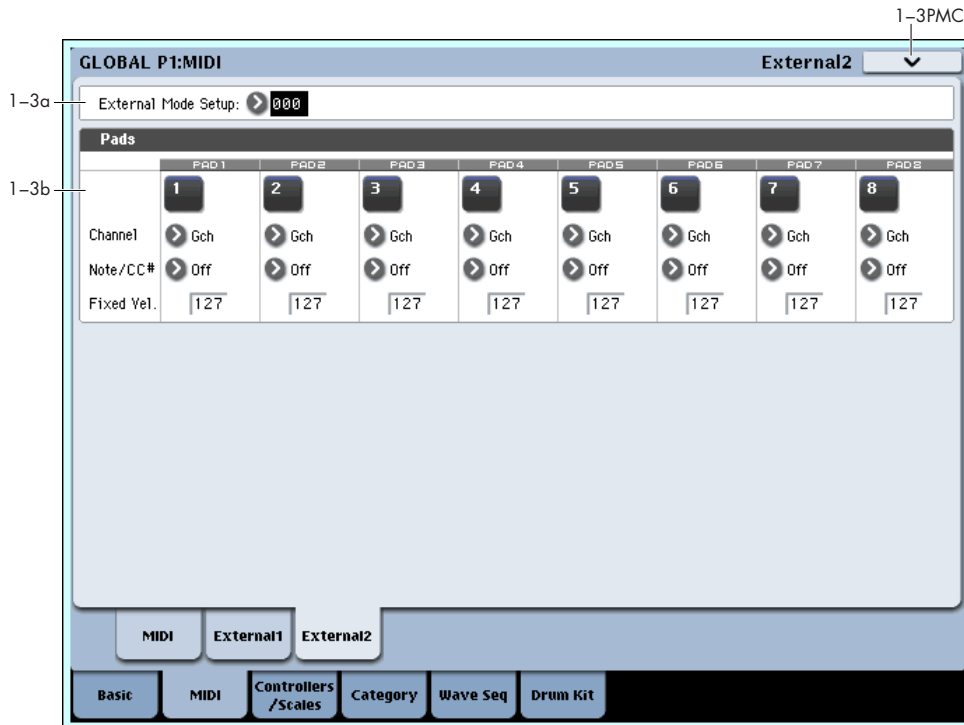 1–3PMC
GLOBAL P1:MIDI External2
1–3a External Mode Setup: 000
Pads
PAD1 PAD2 PAD3 PAD4 PAD5 PAD6 PAD7 PAD8
1–3b 1 2 3 4 5 6 7 8
Channel Gch Gch Gch Gch Gch Gch Gch Gch
Note/CC# Off Off Off Off Off Off Off Off
Fixed Vel. 127 127 127 127 127 127 127 127
MIDI External1 External2
Basic MIDI Controllers /Scales Category Wave Seq Drum Kit